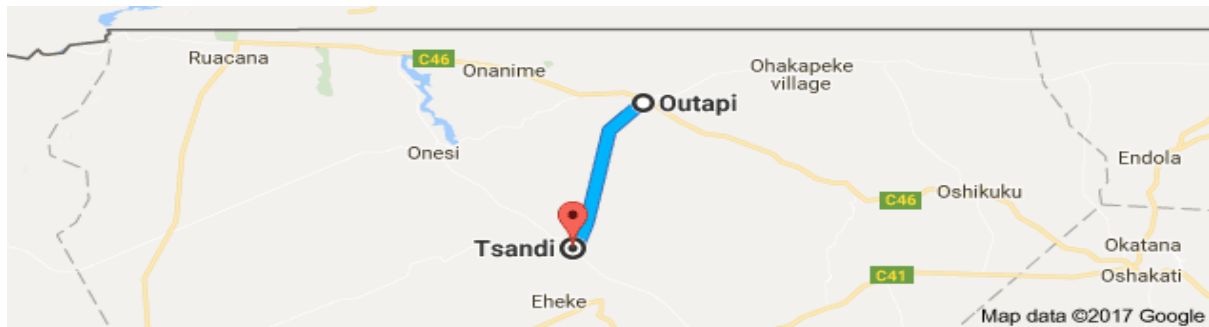 Ruacana
C46
Onanime
Ohakapeke
village
Outapi
Onesi
Endola
C46
Oshikuku
Tsandi
Okatana
C41
Oshakati
Eheke
Map data ©2017 Google